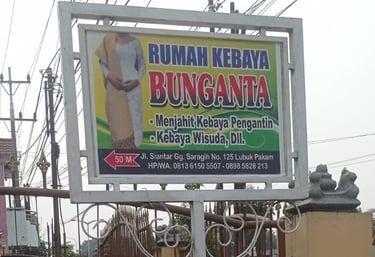 RUMAH KEBAYA
BUNGANTA
- Menjahit Kebaya Pengantin
- Kebaya Wisuda, Dll.
50 M
Jl. Siantar Gg. Saragih No. 125 Lubuk Pakam
HP/WA. 0813 6150 5507 - 0898 5828 213